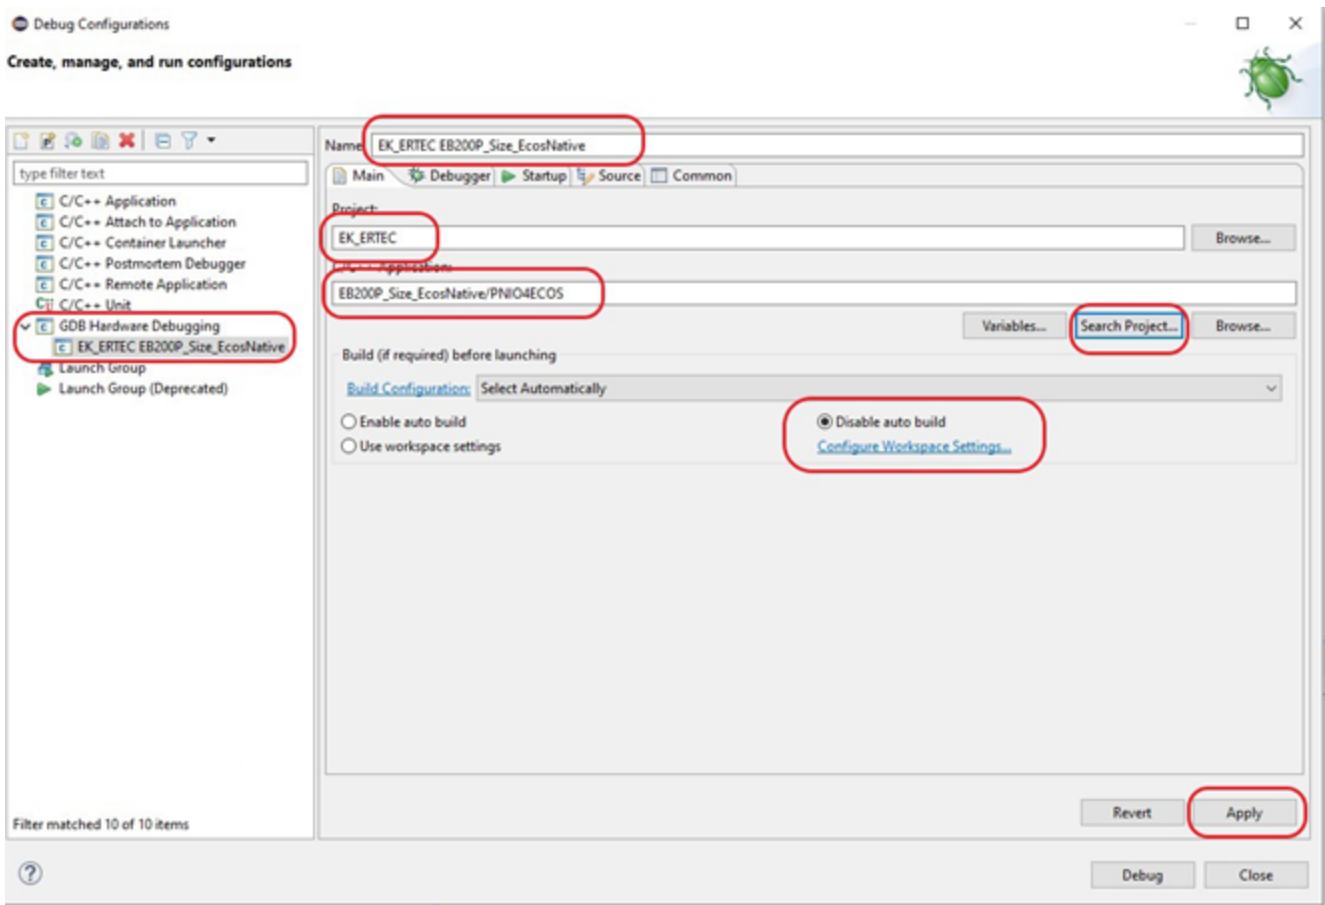 Debug Configurations
Create, manage, and run configurations
type filter text
C/C++ Application
C/C++ Attach to Application
C/C++ Container Launcher
C/C++ Postmortem Debugger
C/C++ Remote Application
C/C++ Unit
GDB Hardware Debugging
EK_ERTEC EB200P_Size_EcosNative
Launch Group
Launch Group (Deprecated)
Filter matched 10 of 10 items
Name: EK_ERTEC EB200P_Size_EcosNative
Main Debugger Startup Source Common
Project:
EK_ERTEC Browse...
C/C++ Application:
EB200P_Size_EcosNative/PNIO4ECOS
Variables... Search Project... Browse...
Build (if required) before launching
Build Configuration: Select Automatically
Enable auto build Disable auto build
Use workspace settings Configure Workspace Settings...
Revert Apply
Debug Close